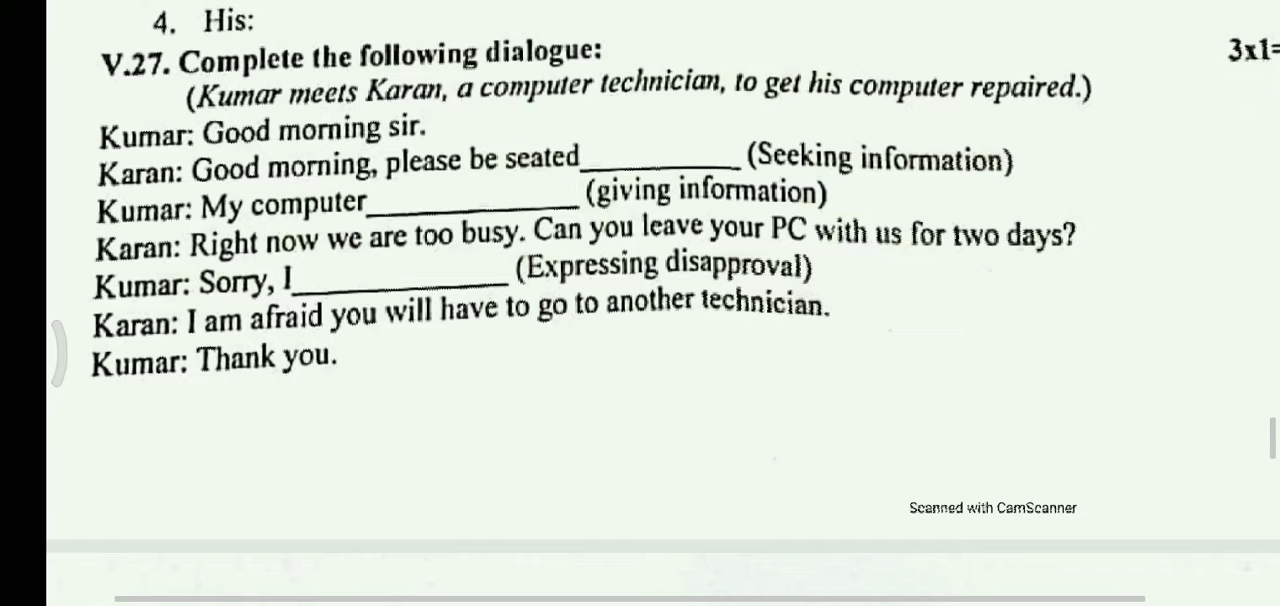 4. His:
V.27. Complete the following dialogue:
3x1=
(Kumar meets Karan, a computer technician, to get his computer repaired.)
Kumar: Good morning sir.
Karan: Good morning, please be seated__________ (Seeking information)
Kumar: My computer______________ (giving information)
Karan: Right now we are too busy. Can you leave your PC with us for two days?
Kumar: Sorry, I______________ (Expressing disapproval)
Karan: I am afraid you will have to go to another technician.
Kumar: Thank you.
Scanned with CamScanner